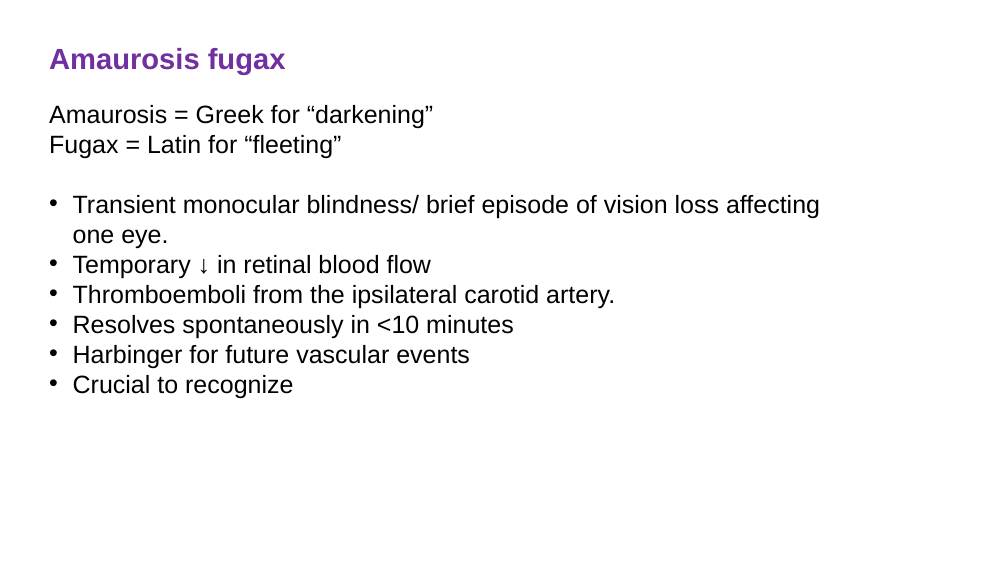 Amaurosis fugax
Amaurosis = Greek for “darkening”
Fugax = Latin for “fleeting”
• Transient monocular blindness/ brief episode of vision loss affecting
one eye.
• Temporary ↓ in retinal blood flow
• Thromboemboli from the ipsilateral carotid artery.
• Resolves spontaneously in <10 minutes
• Harbinger for future vascular events
• Crucial to recognize